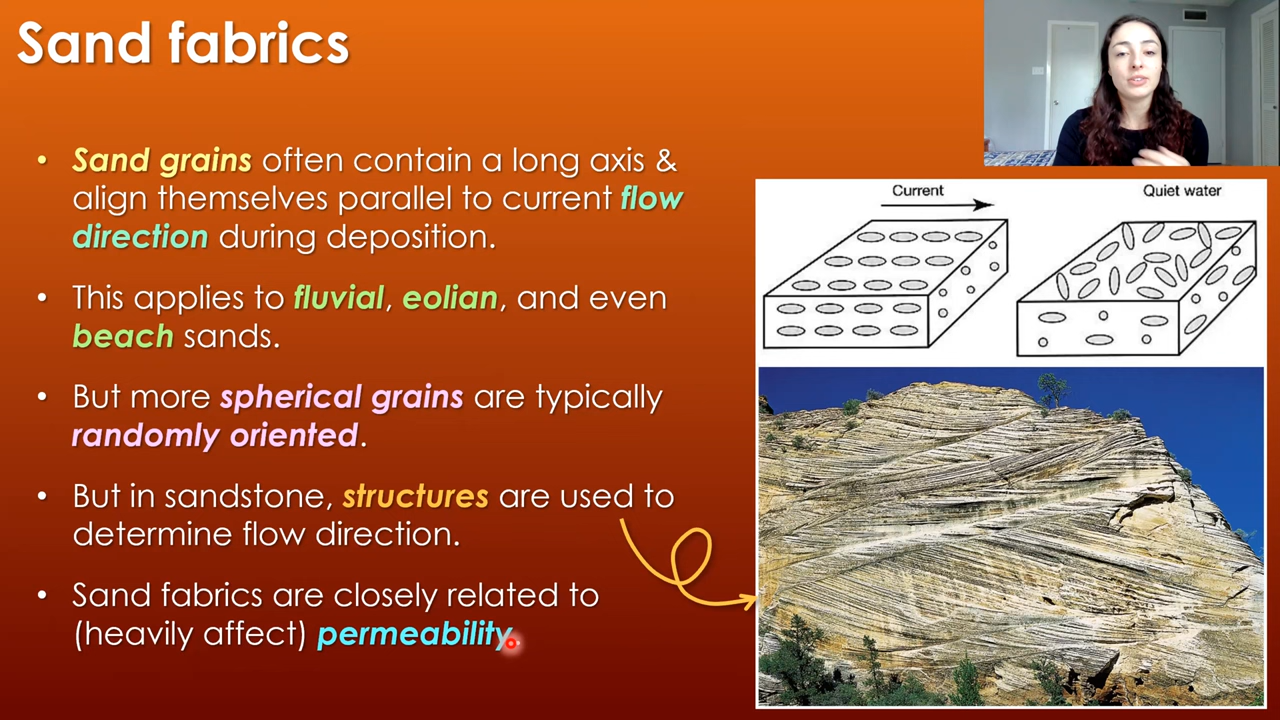 Sand fabrics
• Sand grains often contain a long axis &
align themselves parallel to current flow
direction during deposition.
• This applies to fluvial, eolian, and even
beach sands.
• But more spherical grains are typically
randomly oriented.
• But in sandstone, structures are used to
determine flow direction.
• Sand fabrics are closely related to
(heavily affect) permeability.
Current
Quiet water